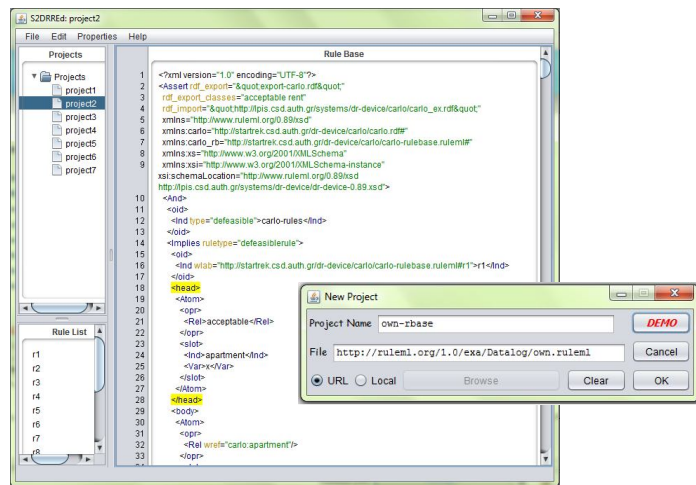 S2DRREd: project2
File Edit Properties Help
Projects
Projects
project1
project2
project3
project4
project5
project6
project7
Rule List
r1
r2
r3
r4
r5
r6
r7
r8
Rule Base
1 <?xml version="1.0" encoding="UTF-8"?>
2 <Assert rdf_export="&quot;export-carlo.rdf&quot;"
3 rdf_export_classes="acceptable rent"
4 rdf_import="&quot;http://lpis.csd.auth.gr/systems/dr-device/carlo/carlo_ex.rdf&quot;"
5 xmlns="http://www.ruleml.org/0.89/xsd"
6 xmlns:carlo="http://startrek.csd.auth.gr/dr-device/carlo/carlo.rdf#"
7 xmlns:carlo_rb="http://startrek.csd.auth.gr/dr-device/carlo/carlo-rulebase.ruleml#"
8 xmlns:xs="http://www.w3.org/2001/XMLSchema"
9 xmlns:xsi="http://www.w3.org/2001/XMLSchema-instance"
xsi:schemaLocation="http://www.ruleml.org/0.89/xsd
http://lpis.csd.auth.gr/systems/dr-device/dr-device-0.89.xsd">
10 <And>
11 <oid>
12 <Ind type="defeasible">carlo-rules</Ind>
13 </oid>
14 <Implies ruletype="defeasiblerule">
15 <oid>
16 <Ind wlab="http://startrek.csd.auth.gr/dr-device/carlo/carlo-rulebase.ruleml#r1">r1</Ind>
17 </oid>
18 <head>
19 <Atom>
20 <opr>
21 <Rel>acceptable</Rel>
22 </opr>
23 <slot>
24 <Ind>apartment</Ind>
25 <Var>x</Var>
26 </slot>
27 </Atom>
28 </head>
29 <body>
30 <Atom>
31 <opr>
32 <Rel wref="carlo:apartment"/>
33 </opr>
New Project
Project Name own-rbase DEMO
File http://ruleml.org/1.0/exa/Datalog/own.ruleml Cancel
URL Local Browse Clear OK